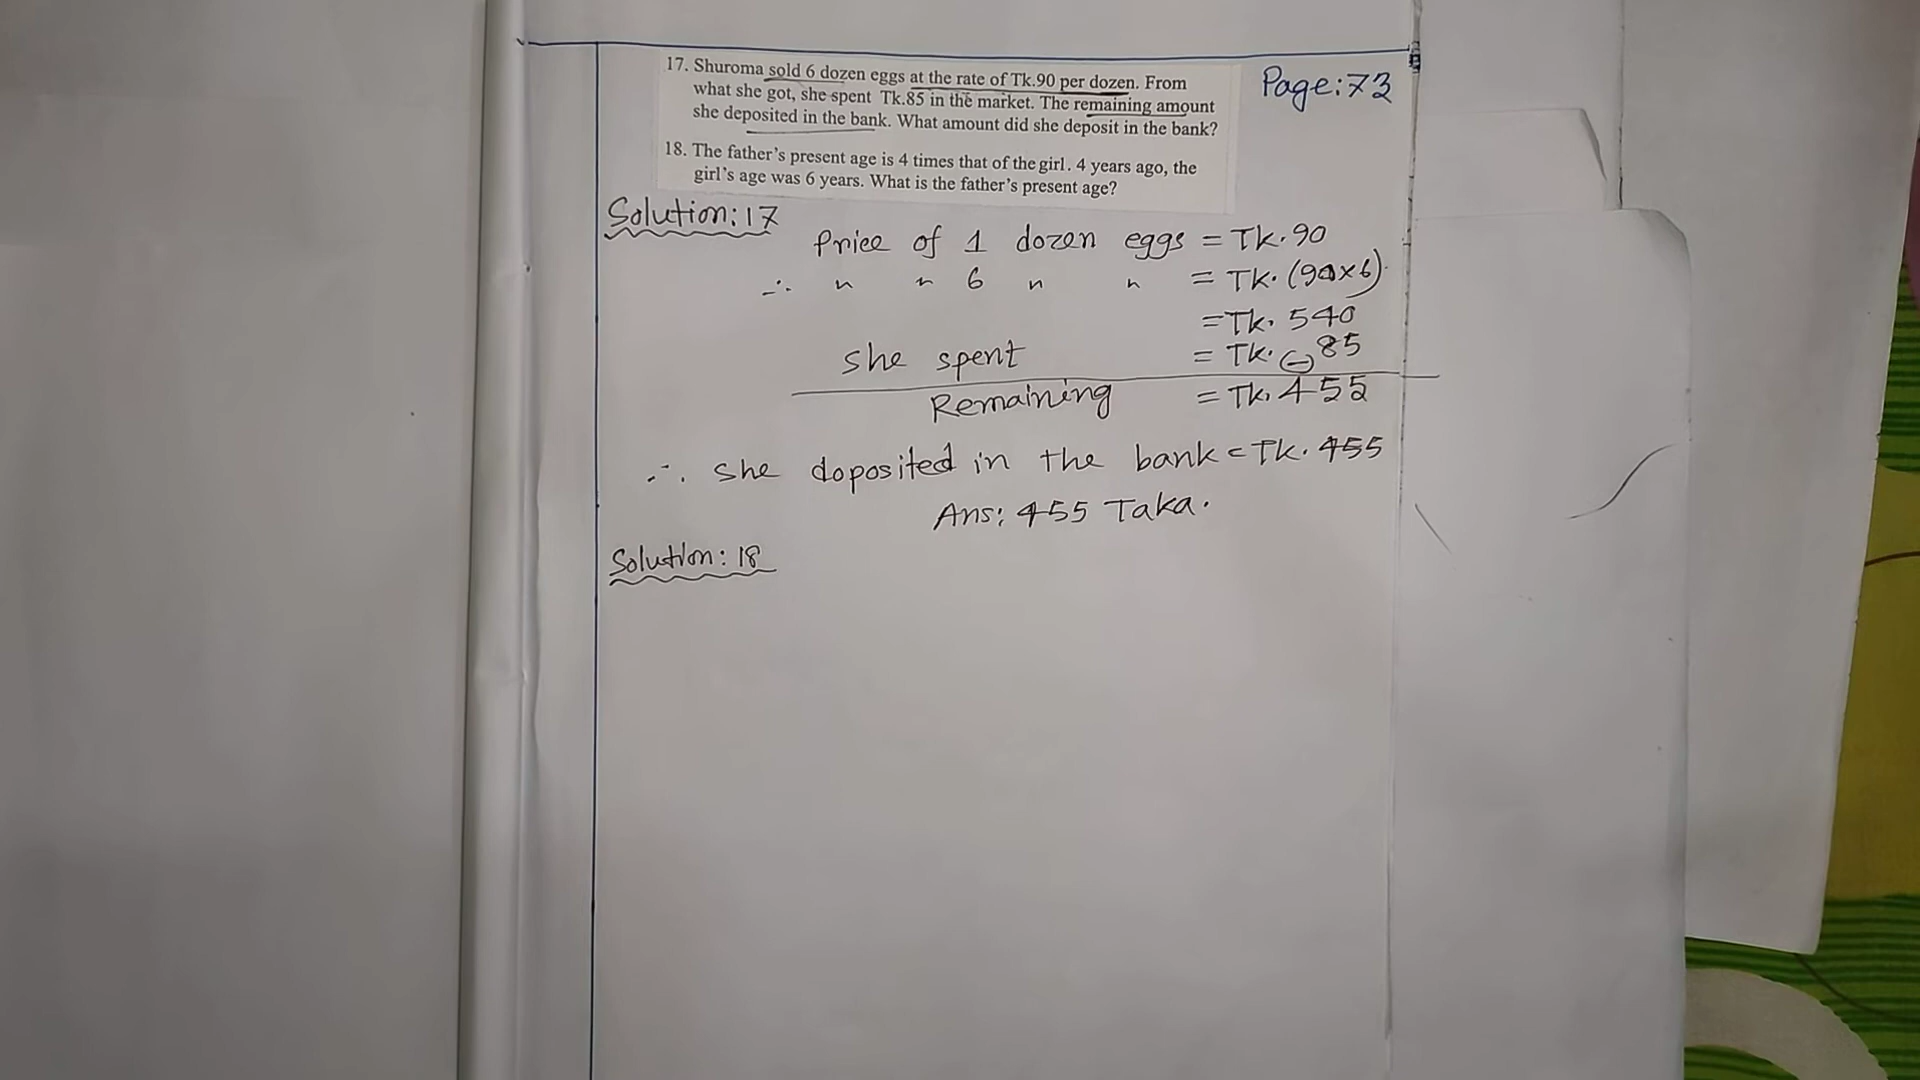 17. Shuroma sold 6 dozen eggs at the rate of Tk.90 per dozen. From
what she got, she spent Tk.85 in the market. The remaining amount
she deposited in the bank. What amount did she deposit in the bank?
Page:73
18. The father's present age is 4 times that of the girl. 4 years ago, the
girl's age was 6 years. What is the father's present age?
Solution:17
Price of 1 dozen eggs = Tk.90
∴ " " 6 " " = Tk. (90×6)
= Tk. 540
She spent = Tk. (-) 85
Remaining = Tk. 455
∴ She doposited in the bank = Tk. 455
Ans: 455 Taka.
Solution: 18